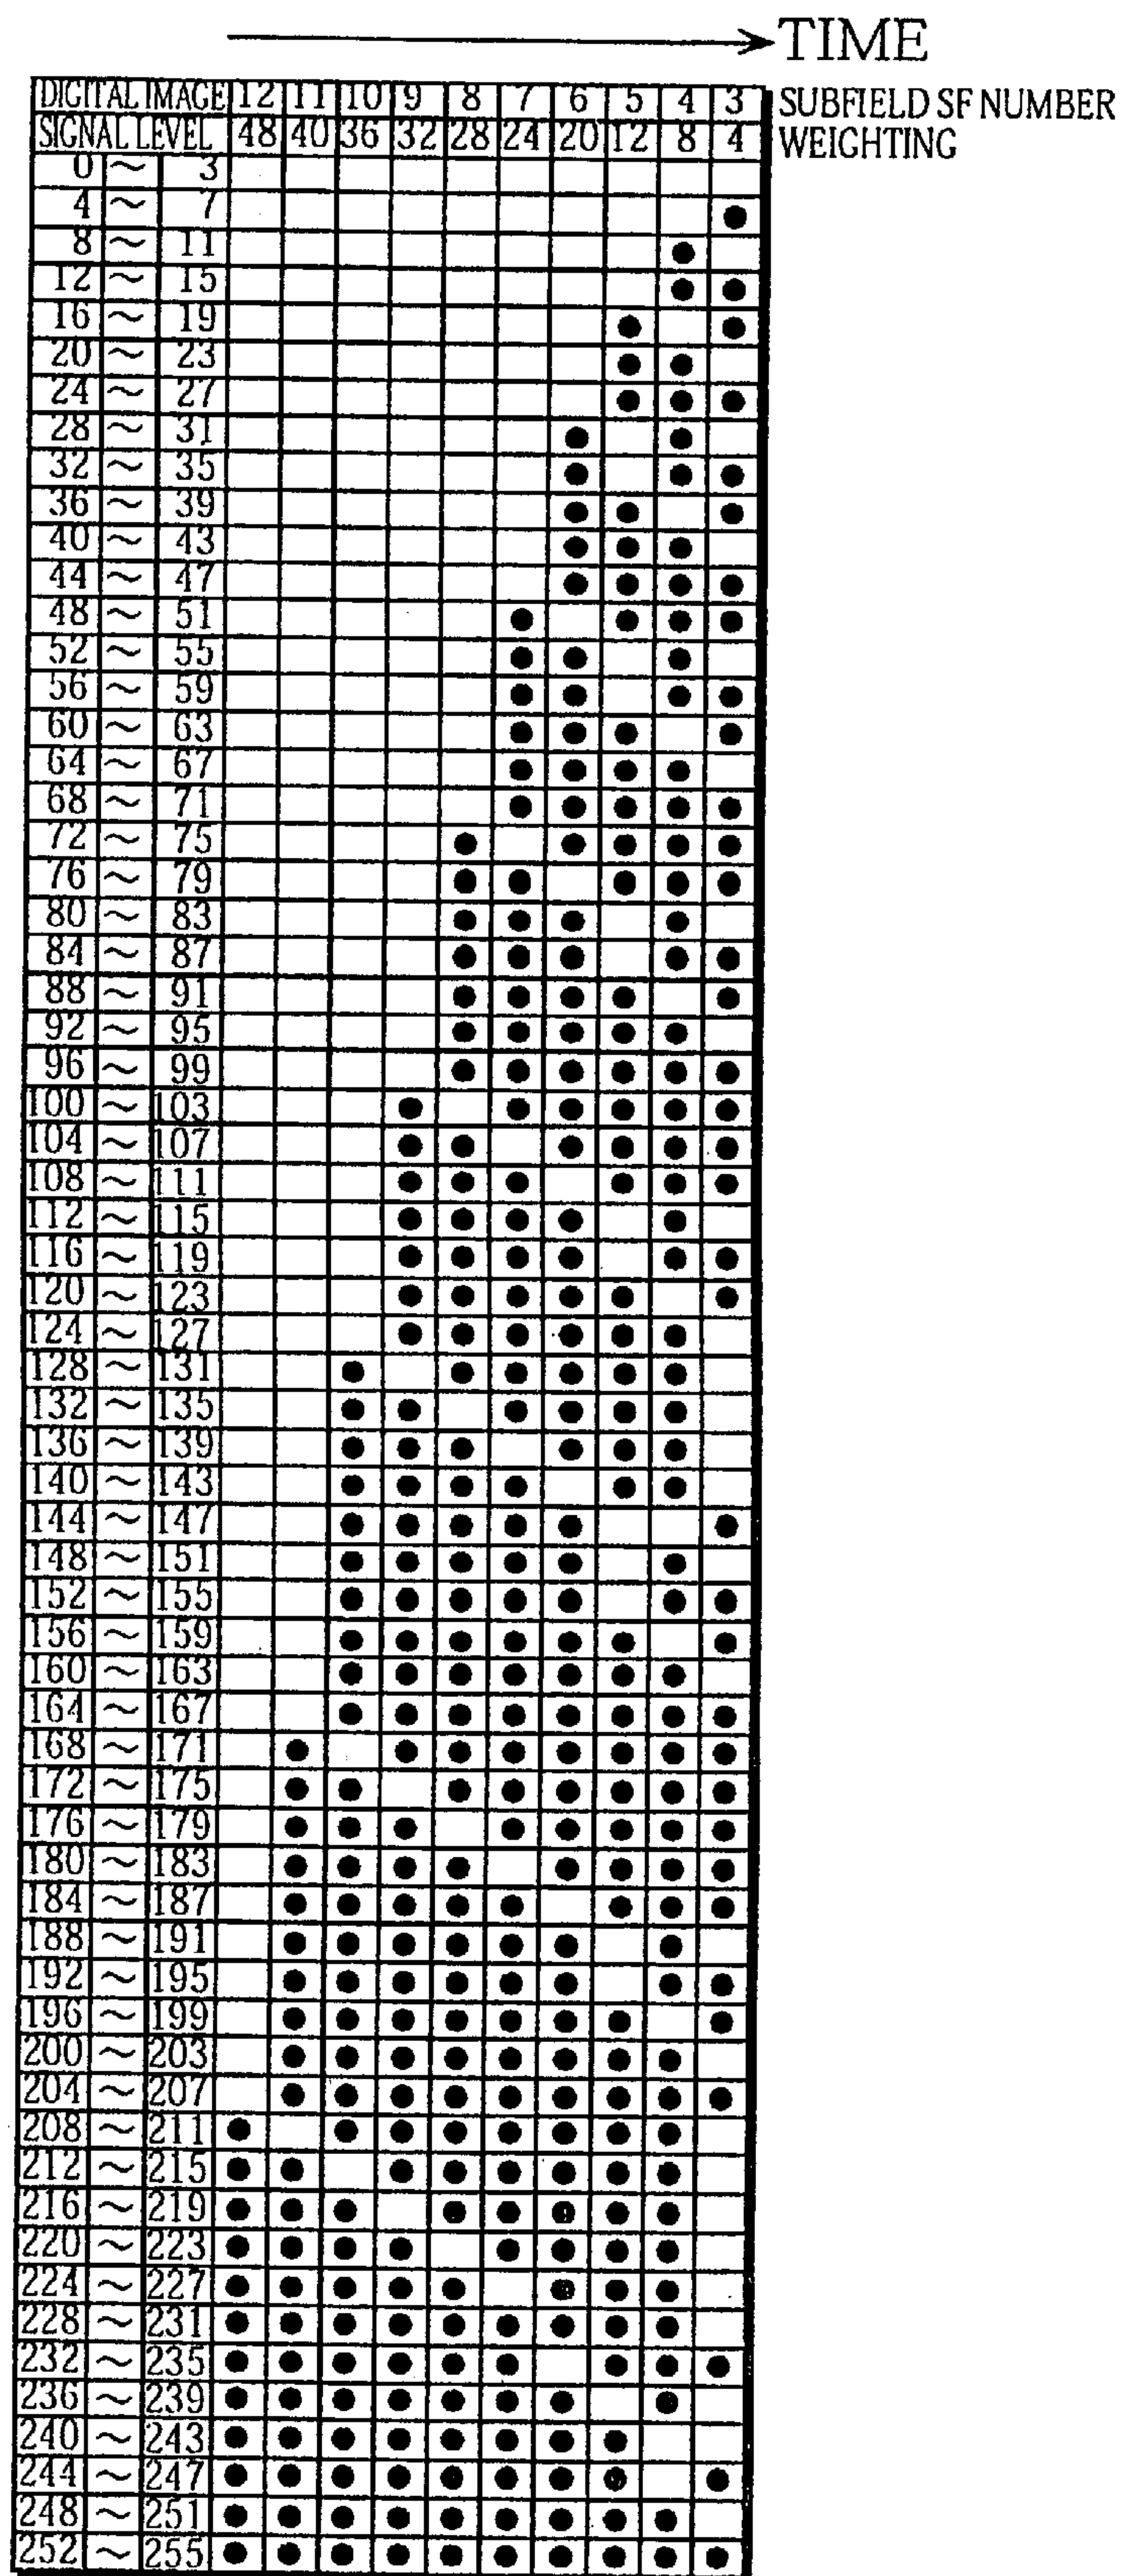 TIME
DIGITAL IMAGE 12 11 10 9 8 7 6 5 4 3 SUBFIELD SF NUMBER
SIGNAL LEVEL 48 40 36 32 28 24 20 12 8 4 WEIGHTING
0 ~ 3
4 ~ 7 ●
8 ~ 11 ●
12 ~ 15 ● ●
16 ~ 19 ● ●
20 ~ 23 ● ●
24 ~ 27 ● ● ●
28 ~ 31 ● ●
32 ~ 35 ● ● ●
36 ~ 39 ● ● ●
40 ~ 43 ● ● ●
44 ~ 47 ● ● ● ●
48 ~ 51 ● ● ● ●
52 ~ 55 ● ● ●
56 ~ 59 ● ● ● ●
60 ~ 63 ● ● ● ●
64 ~ 67 ● ● ● ●
68 ~ 71 ● ● ● ● ●
72 ~ 75 ● ● ● ● ●
76 ~ 79 ● ● ● ● ●
80 ~ 83 ● ● ● ●
84 ~ 87 ● ● ● ● ●
88 ~ 91 ● ● ● ● ●
92 ~ 95 ● ● ● ● ●
96 ~ 99 ● ● ● ● ● ●
100 ~ 103 ● ● ● ● ● ●
104 ~ 107 ● ● ● ● ● ●
108 ~ 111 ● ● ● ● ● ●
112 ~ 115 ● ● ● ● ●
116 ~ 119 ● ● ● ● ● ●
120 ~ 123 ● ● ● ● ● ●
124 ~ 127 ● ● ● ● ● ●
128 ~ 131 ● ● ● ● ● ●
132 ~ 135 ● ● ● ● ● ●
136 ~ 139 ● ● ● ● ● ●
140 ~ 143 ● ● ● ● ● ●
144 ~ 147 ● ● ● ● ● ●
148 ~ 151 ● ● ● ● ● ●
152 ~ 155 ● ● ● ● ● ● ●
156 ~ 159 ● ● ● ● ● ● ●
160 ~ 163 ● ● ● ● ● ● ●
164 ~ 167 ● ● ● ● ● ● ● ●
168 ~ 171 ● ● ● ● ● ● ● ●
172 ~ 175 ● ● ● ● ● ● ● ●
176 ~ 179 ● ● ● ● ● ● ● ●
180 ~ 183 ● ● ● ● ● ● ● ●
184 ~ 187 ● ● ● ● ● ● ● ●
188 ~ 191 ● ● ● ● ● ● ●
192 ~ 195 ● ● ● ● ● ● ● ●
196 ~ 199 ● ● ● ● ● ● ● ●
200 ~ 203 ● ● ● ● ● ● ● ●
204 ~ 207 ● ● ● ● ● ● ● ● ●
208 ~ 211 ● ● ● ● ● ● ● ●
212 ~ 215 ● ● ● ● ● ● ● ●
216 ~ 219 ● ● ● ● ● ● ● ●
220 ~ 223 ● ● ● ● ● ● ● ●
224 ~ 227 ● ● ● ● ● ● ● ●
228 ~ 231 ● ● ● ● ● ● ● ● ●
232 ~ 235 ● ● ● ● ● ● ● ● ●
236 ~ 239 ● ● ● ● ● ● ● ●
240 ~ 243 ● ● ● ● ● ● ● ●
244 ~ 247 ● ● ● ● ● ● ● ● ●
248 ~ 251 ● ● ● ● ● ● ● ● ●
252 ~ 255 ● ● ● ● ● ● ● ● ● ●